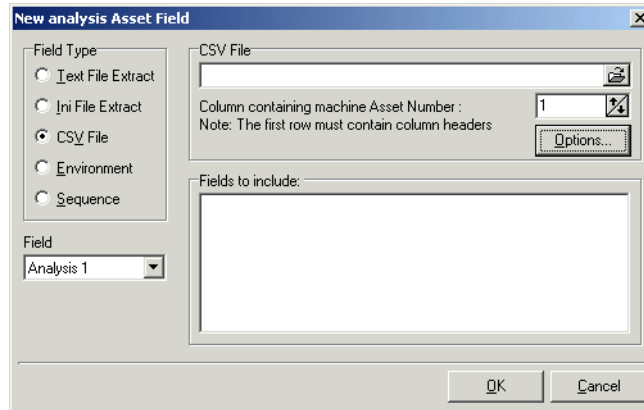 New analysis Asset Field
Field Type
Text File Extract
Ini File Extract
CSV File
Environment
Sequence
Field
Analysis 1
CSV File
Column containing machine Asset Number :
1
Note: The first row must contain column headers
Options...
Fields to include:
OK
Cancel